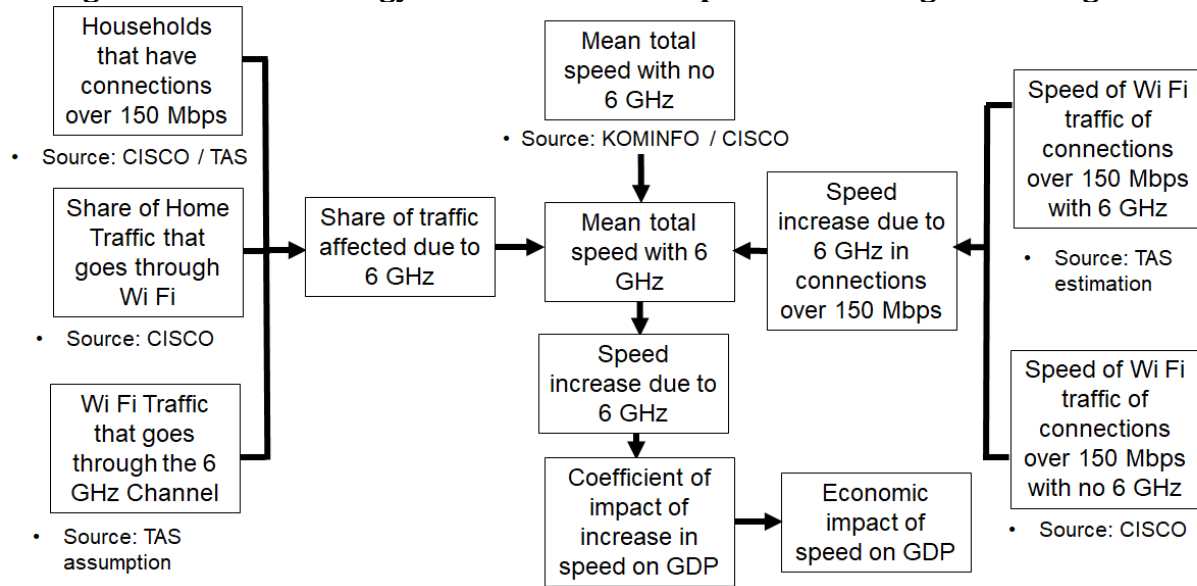 Households
that have
connections
over 150 Mbps
• Source: CISCO / TAS
Share of Home
Traffic that
goes through
Wi Fi
• Source: CISCO
Wi Fi Traffic
that goes
through the 6
GHz Channel
• Source: TAS
assumption
Share of traffic
affected due to
6 GHz
Mean total
speed with no
6 GHz
• Source: KOMINFO / CISCO
Mean total
speed with 6
GHz
Speed
increase due to
6 GHz
Coefficient of
impact of
increase in
speed on GDP
Economic
impact of
speed on GDP
Speed
increase due to
6 GHz in
connections
over 150 Mbps
Speed of Wi Fi
traffic of
connections
over 150 Mbps
with 6 GHz
• Source: TAS
estimation
Speed of Wi Fi
traffic of
connections
over 150 Mbps
with no 6 GHz
• Source: CISCO